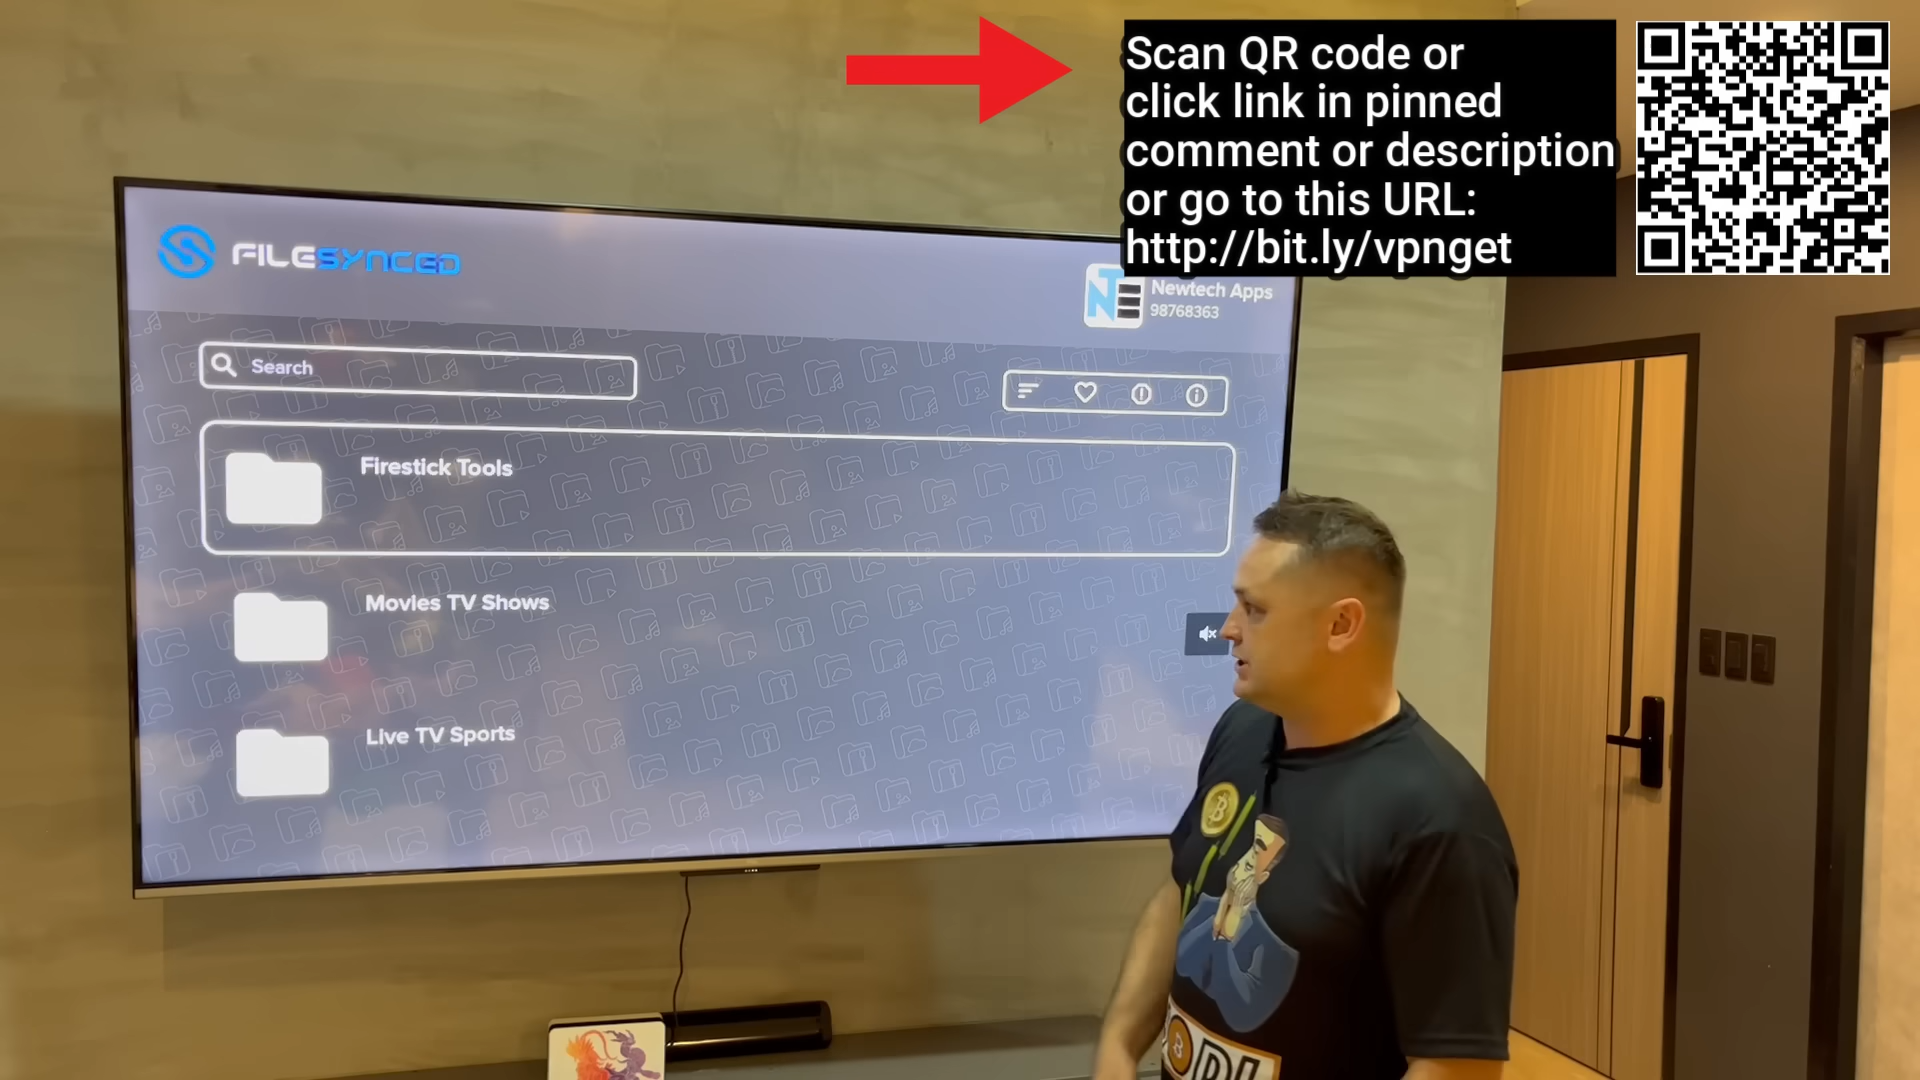 Scan QR code or
click link in pinned
comment or description
or go to this URL:
http://bit.ly/vpnget
FILESYNCED
Newtech Apps
98768363
Search
Firestick Tools
Movies TV Shows
Live TV Sports